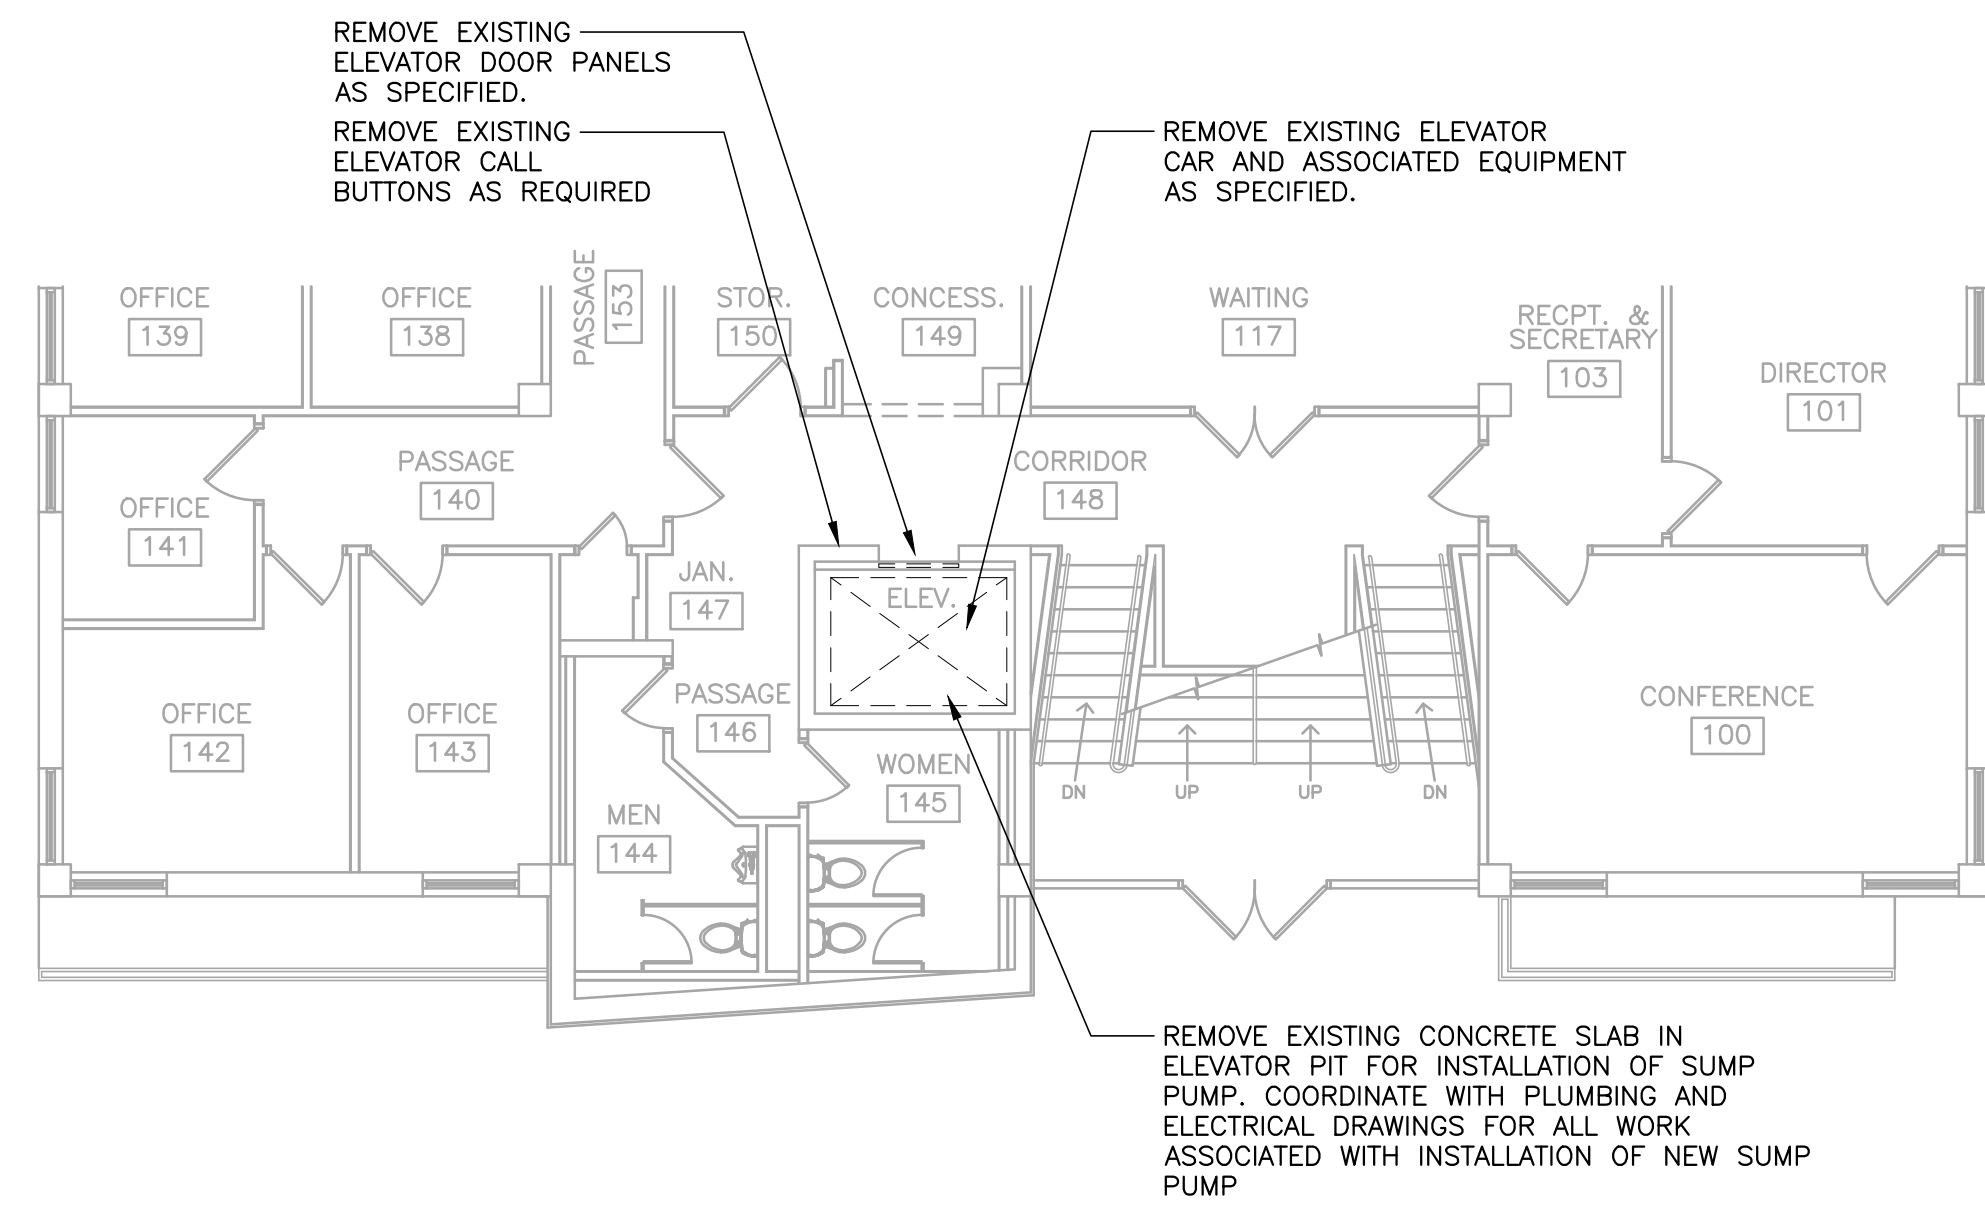 REMOVE EXISTING
ELEVATOR DOOR PANELS
AS SPECIFIED.
REMOVE EXISTING
ELEVATOR CALL
BUTTONS AS REQUIRED
REMOVE EXISTING ELEVATOR
CAR AND ASSOCIATED EQUIPMENT
AS SPECIFIED.
OFFICE
139
OFFICE
138
PASSAGE
153
STOR.
150
CONCESS.
149
WAITING
117
RECPT. &
SECRETARY
103
DIRECTOR
101
PASSAGE
140
CORRIDOR
148
OFFICE
141
JAN.
147
ELEV.
OFFICE
142
OFFICE
143
PASSAGE
146
CONFERENCE
100
WOMEN
145
MEN
144
DN
UP
UP
DN
REMOVE EXISTING CONCRETE SLAB IN
ELEVATOR PIT FOR INSTALLATION OF SUMP
PUMP. COORDINATE WITH PLUMBING AND
ELECTRICAL DRAWINGS FOR ALL WORK
ASSOCIATED WITH INSTALLATION OF NEW SUMP
PUMP